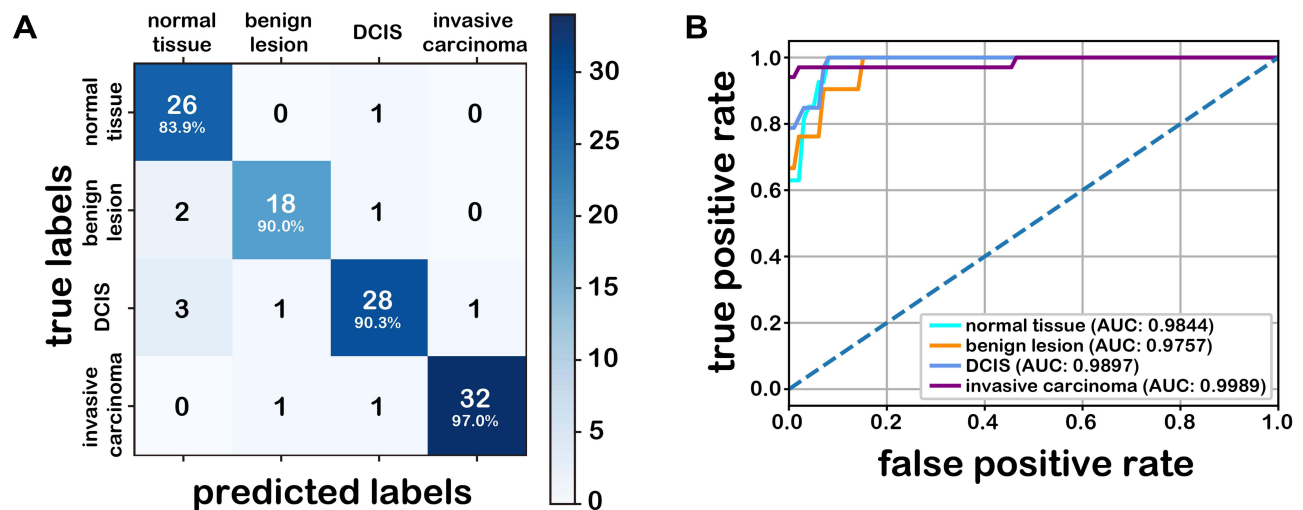 A
normal tissue
benign lesion
DCIS
invasive carcinoma
true labels
normal tissue
26
83.9%
0
1
0
benign lesion
2
18
90.0%
1
0
DCIS
3
1
28
90.3%
1
invasive carcinoma
0
1
1
32
97.0%
predicted labels
30
25
20
15
10
5
0
B
true positive rate
1.0
0.8
0.6
0.4
0.2
0.0
normal tissue (AUC: 0.9844)
benign lesion (AUC: 0.9757)
DCIS (AUC: 0.9897)
invasive carcinoma (AUC: 0.9989)
0.0 0.2 0.4 0.6 0.8 1.0
false positive rate